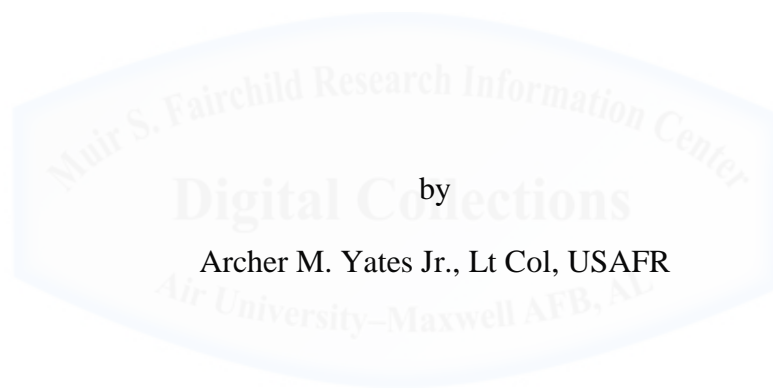 Muir S. Fairchild Research Information Center
Digital Collections
by
Archer M. Yates Jr., Lt Col, USAFR
Air University–Maxwell AFB, AL